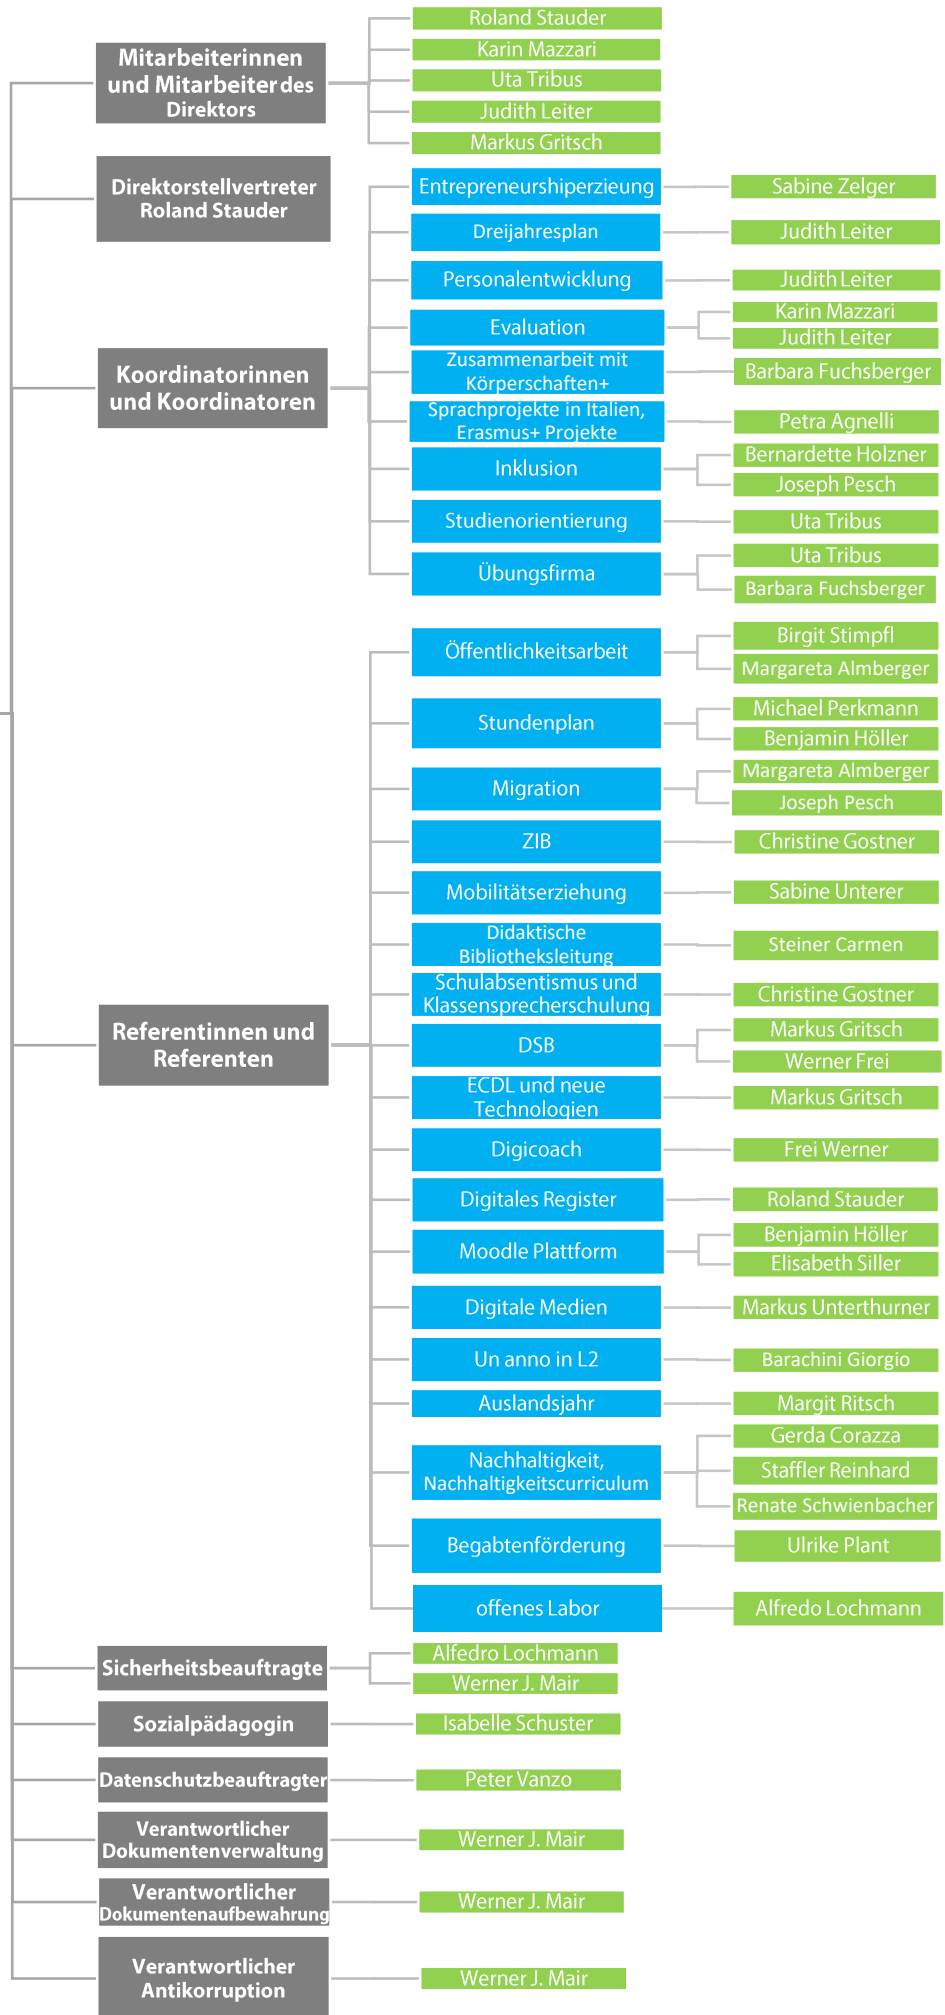 Mitarbeiterinnen
und Mitarbeiter des
Direktors
Roland Stauder
Karin Mazzari
Uta Tribus
Judith Leiter
Markus Gritsch
Direktorstellvertreter
Roland Stauder
Koordinatorinnen
und Koordinatoren
Entrepreneurshiperzieung
Sabine Zelger
Dreijahresplan
Judith Leiter
Personalentwicklung
Judith Leiter
Evaluation
Karin Mazzari
Judith Leiter
Zusammenarbeit mit
Körperschaften+
Barbara Fuchsberger
Sprachprojekte in Italien,
Erasmus+ Projekte
Petra Agnelli
Inklusion
Bernardette Holzner
Joseph Pesch
Studienorientierung
Uta Tribus
Übungsfirma
Uta Tribus
Barbara Fuchsberger
Referentinnen und
Referenten
Öffentlichkeitsarbeit
Birgit Stimpfl
Margareta Almberger
Stundenplan
Michael Perkmann
Benjamin Höller
Migration
Margareta Almberger
Joseph Pesch
ZIB
Christine Gostner
Mobilitätserziehung
Sabine Unterer
Didaktische
Bibliotheksleitung
Steiner Carmen
Schulabsentismus und
Klassensprecherschulung
Christine Gostner
DSB
Markus Gritsch
Werner Frei
ECDL und neue
Technologien
Markus Gritsch
Digicoach
Frei Werner
Digitales Register
Roland Stauder
Moodle Plattform
Benjamin Höller
Elisabeth Siller
Digitale Medien
Markus Unterthurner
Un anno in L2
Barachini Giorgio
Auslandsjahr
Margit Ritsch
Nachhaltigkeit,
Nachhaltigkeitscurriculum
Gerda Corazza
Staffler Reinhard
Renate Schwienbacher
Begabtenförderung
Ulrike Plant
offenes Labor
Alfredo Lochmann
Sicherheitsbeauftragte
Alfedro Lochmann
Werner J. Mair
Sozialpädagogin
Isabelle Schuster
Datenschutzbeauftragter
Peter Vanzo
Verantwortlicher
Dokumentenverwaltung
Werner J. Mair
Verantwortlicher
Dokumentenaufbewahrung
Werner J. Mair
Verantwortlicher
Antikorruption
Werner J. Mair